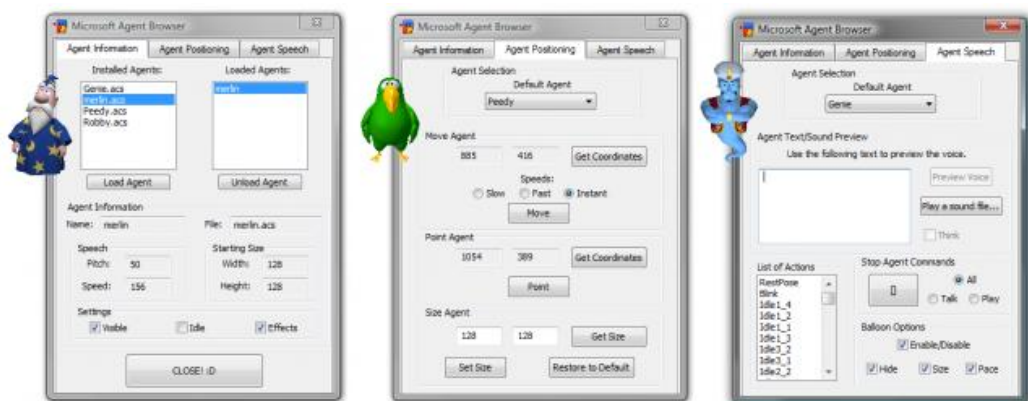 Microsoft Agent Browser
Agent Information Agent Positioning Agent Speech
Installed Agents: Loaded Agents:
Genie.acs
merlin.acs
Peedy.acs
Robby.acs
merlin
Load Agent Unload Agent
Agent Information
Name: merlin File: merlin.acs
Speech Starting Size
Pitch: 50 Width: 128
Speed: 156 Height: 128
Settings
Visible Idle Effects
CLOSE! :D
Microsoft Agent Browser
Agent Information Agent Positioning Agent Speech
Agent Selection
Default Agent
Peedy
Move Agent
885 416 Get Coordinates
Speeds:
Slow Fast Instant
Move
Point Agent
1054 389 Get Coordinates
Point
Size Agent
128 128 Get Size
Set Size Restore to Default
Microsoft Agent Browser
Agent Information Agent Positioning Agent Speech
Agent Selection
Default Agent
Genie
Agent Text/Sound Preview
Use the following text to preview the voice.
Preview Voice
Play a sound file...
Think
List of Actions
RestPose
Blink
Idle1_4
Idle1_2
Idle1_1
Idle1_3
Idle3_2
Idle3_1
Idle2_2
Stop Agent Commands
All
Talk Play
Balloon Options
Enable/Disable
Hide Size Pace